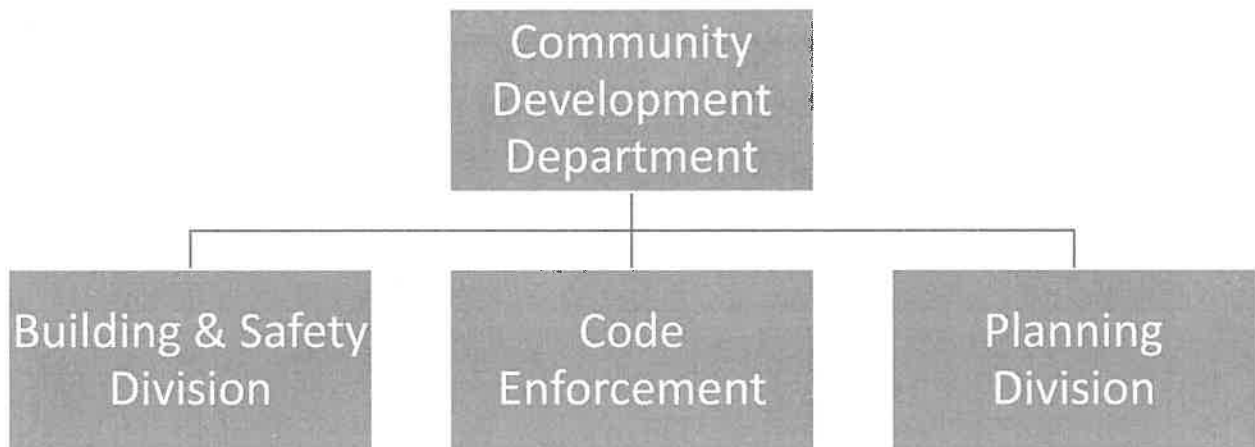 Community
Development
Department
Building & Safety
Division
Code
Enforcement
Planning
Division